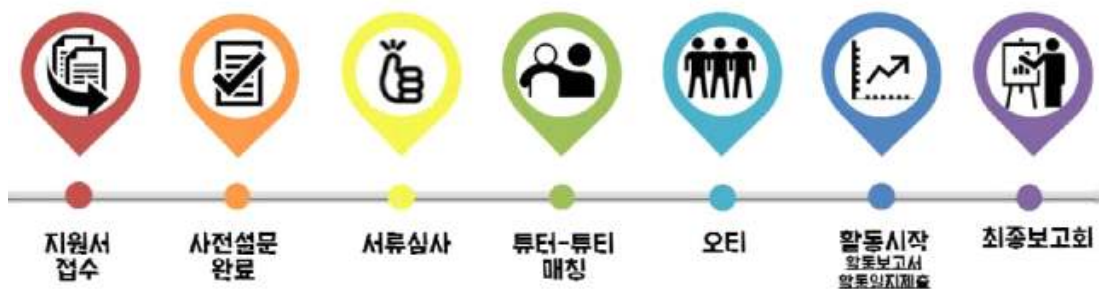 지원서
접수
사전설문
완료
서류심사
튜터-튜티
매칭
오티
활동시작
활동보고서
활동일지제출
최종보고회